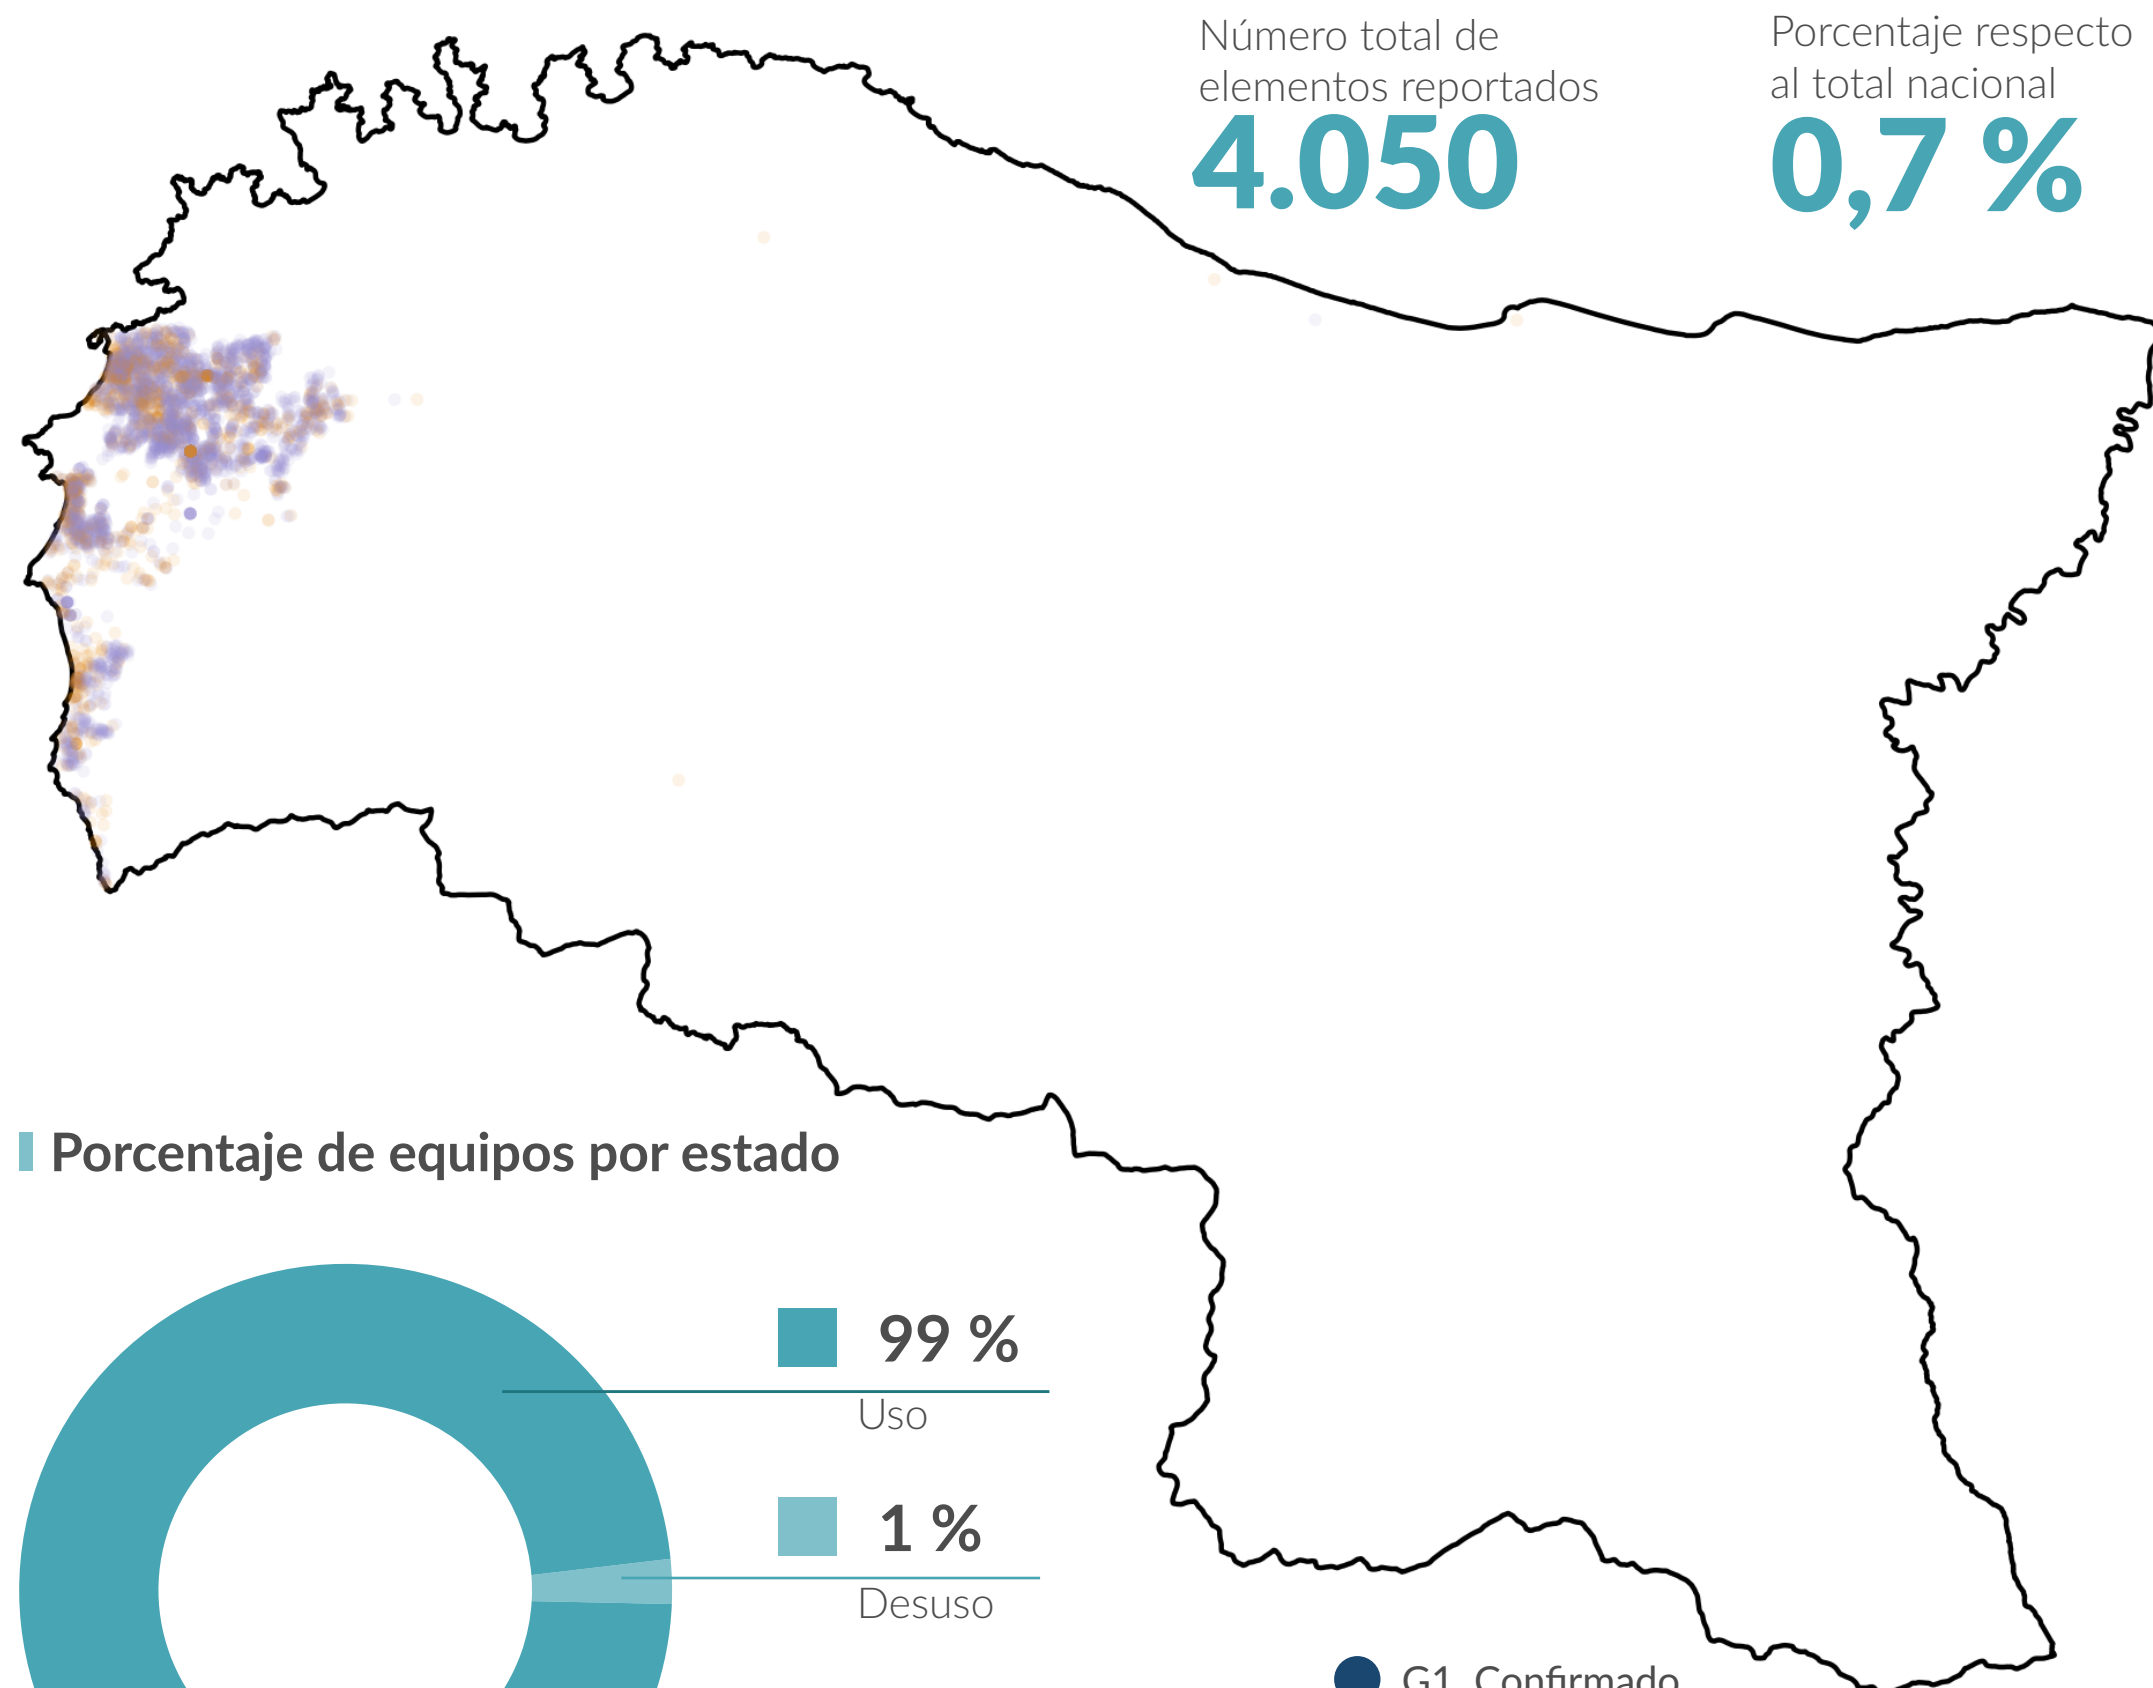 Número total de
elementos reportados
4.050
Porcentaje respecto
al total nacional
0,7 %
Porcentaje de equipos por estado
99 %
Uso
1 %
Desuso
G1 Confirmado